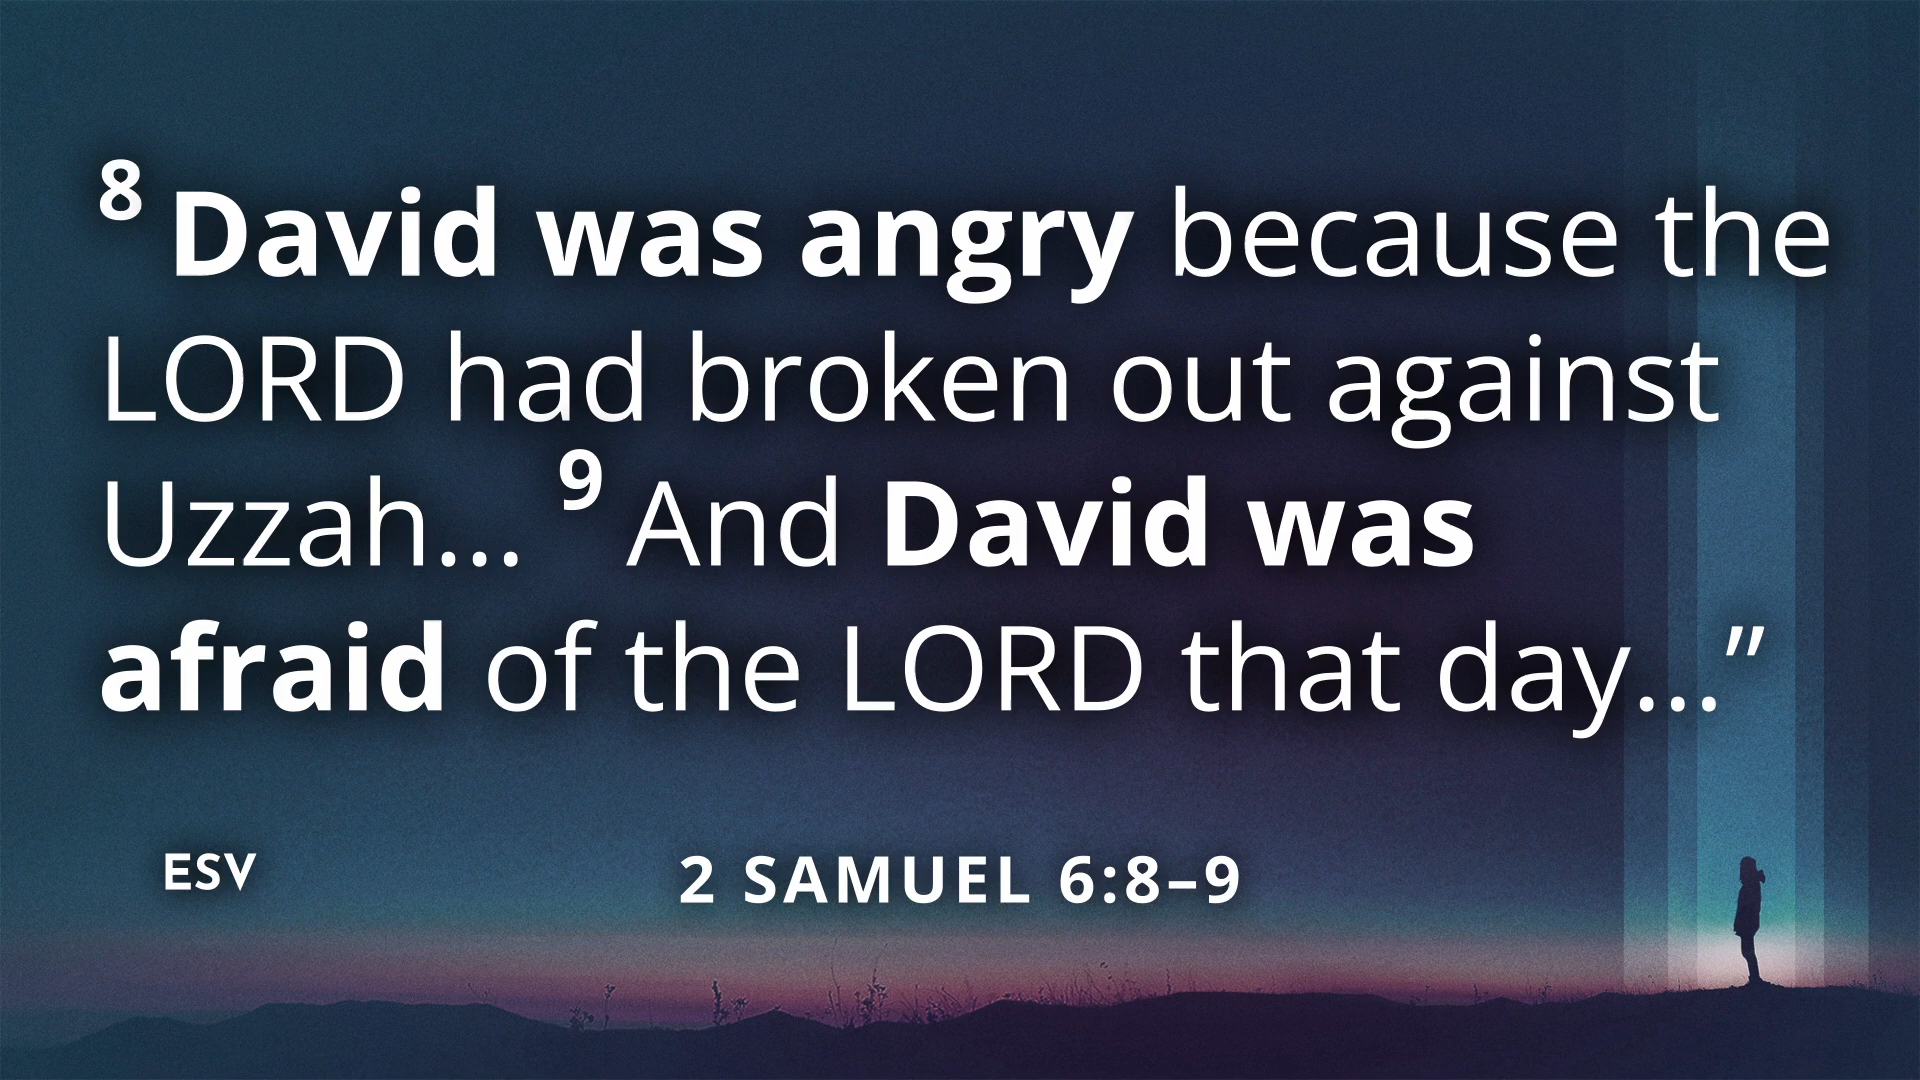 8 David was angry because the
LORD had broken out against
Uzzah... 9 And David was
afraid of the LORD that day...”
ESV
2 SAMUEL 6:8–9